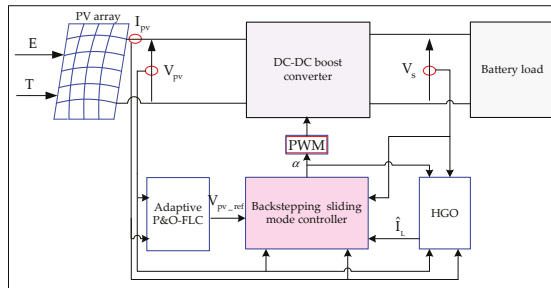 PV array
I_pv
E
T
V_pv
DC-DC boost
converter
V_s
Battery load
PWM
α
Adaptive
P&O-FLC
V_pv_ref
Backstepping sliding
mode controller
Î_L
HGO